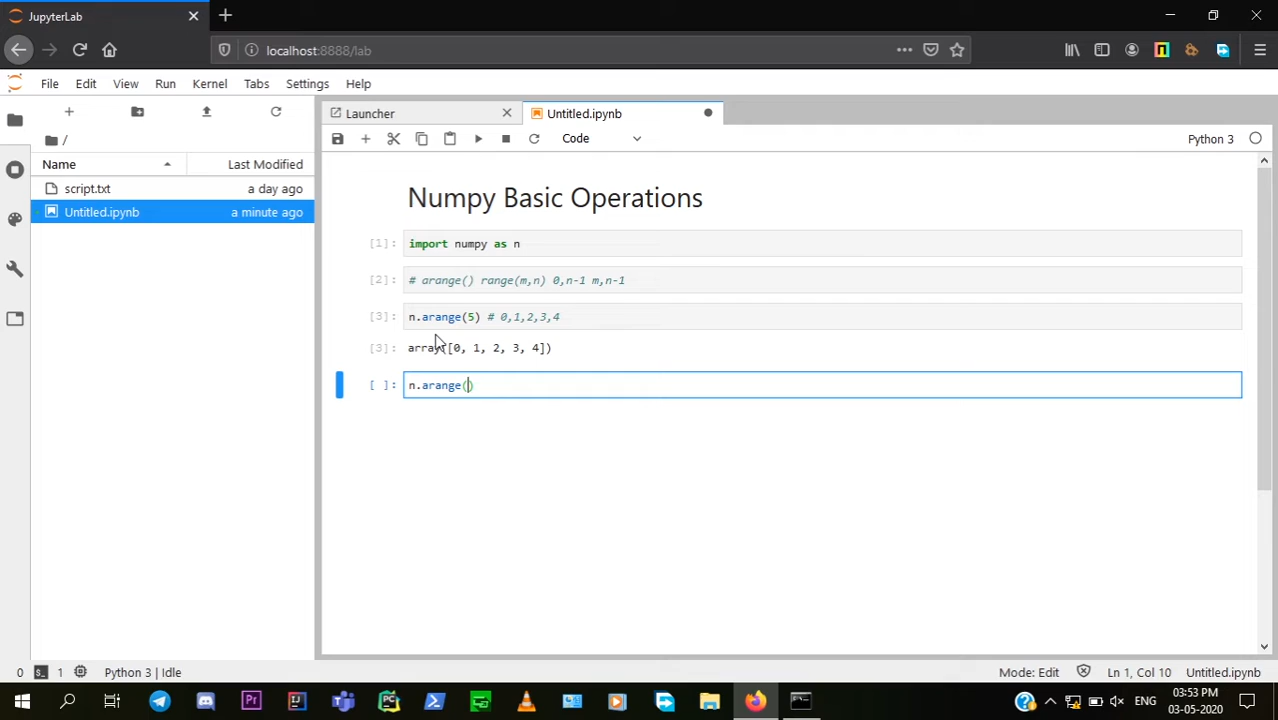 JupyterLab
localhost:8888/lab
File Edit View Run Kernel Tabs Settings Help
Launcher
Untitled.ipynb
/
Code
Python 3
Name
Last Modified
script.txt
a day ago
Untitled.ipynb
a minute ago
Numpy Basic Operations
[1]: import numpy as n
[2]: # arange() range(m,n) 0,n-1 m,n-1
[3]: n.arange(5) # 0,1,2,3,4
[3]: array([0, 1, 2, 3, 4])
[ ]: n.arange()
0 1 Python 3 | Idle
Mode: Edit Ln 1, Col 10 Untitled.ipynb
ENG
03:53 PM
03-05-2020